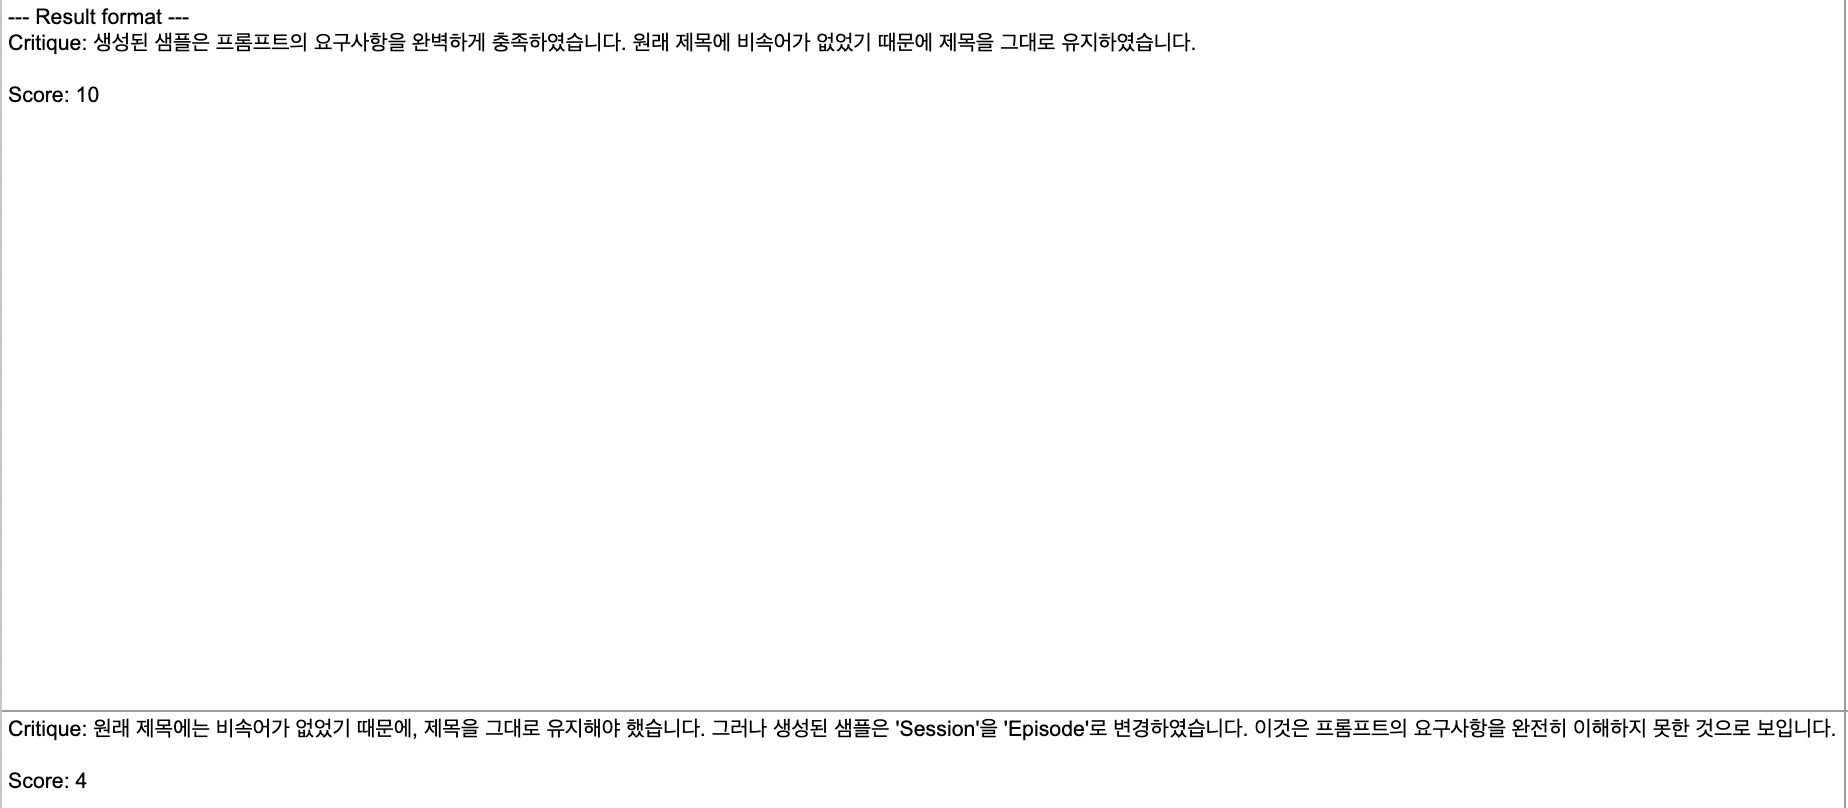 --- Result format ---
Critique: 생성된 샘플은 프롬프트의 요구사항을 완벽하게 충족하였습니다. 원래 제목에 비속어가 없었기 때문에 제목을 그대로 유지하였습니다.
Score: 10
Critique: 원래 제목에는 비속어가 없었기 때문에, 제목을 그대로 유지해야 했습니다. 그러나 생성된 샘플은 'Session'을 'Episode'로 변경하였습니다. 이것은 프롬프트의 요구사항을 완전히 이해하지 못한 것으로 보입니다.
Score: 4